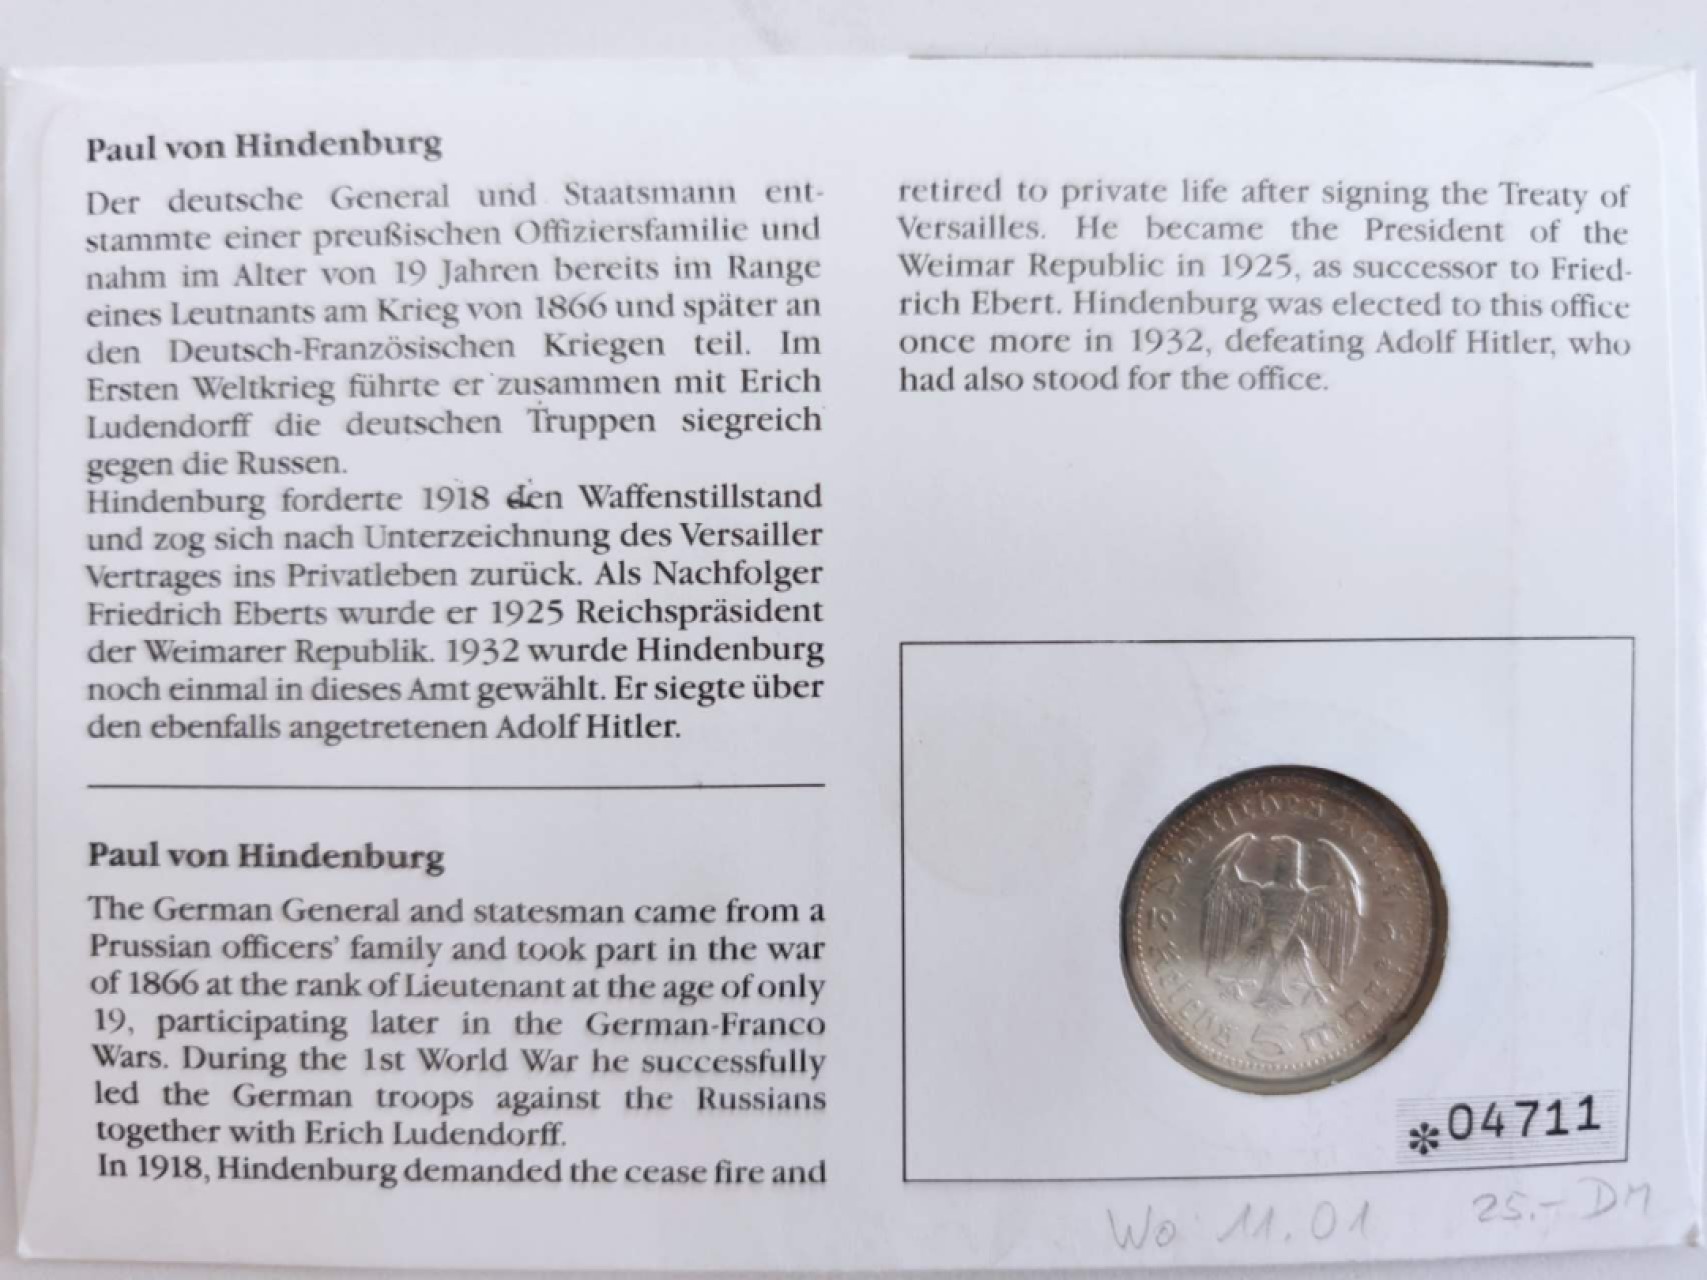 Paul von Hindenburg
Der deutsche General und Staatsmann ent-
stammte einer preußischen Offiziersfamilie und
nahm im Alter von 19 Jahren bereits im Range
eines Leutnants am Krieg von 1866 und später an
den Deutsch-Französischen Kriegen teil. Im
Ersten Weltkrieg führte er zusammen mit Erich
Ludendorff die deutschen Truppen siegreich
gegen die Russen.
Hindenburg forderte 1918 den Waffenstillstand
und zog sich nach Unterzeichnung des Versailler
Vertrages ins Privatleben zurück. Als Nachfolger
Friedrich Eberts wurde er 1925 Reichspräsident
der Weimarer Republik. 1932 wurde Hindenburg
noch einmal in dieses Amt gewählt. Er siegte über
den ebenfalls angetretenen Adolf Hitler.
Paul von Hindenburg
The German General and statesman came from a
Prussian officers' family and took part in the war
of 1866 at the rank of Lieutenant at the age of only
19, participating later in the German-Franco
Wars. During the 1st World War he successfully
led the German troops against the Russians
together with Erich Ludendorff.
In 1918, Hindenburg demanded the cease fire and
retired to private life after signing the Treaty of
Versailles. He became the President of the
Weimar Republic in 1925, as successor to Fried-
rich Ebert. Hindenburg was elected to this office
once more in 1932, defeating Adolf Hitler, who
had also stood for the office.
Deutsches Reich
5
*04711
Wo 11.01 25.- DM